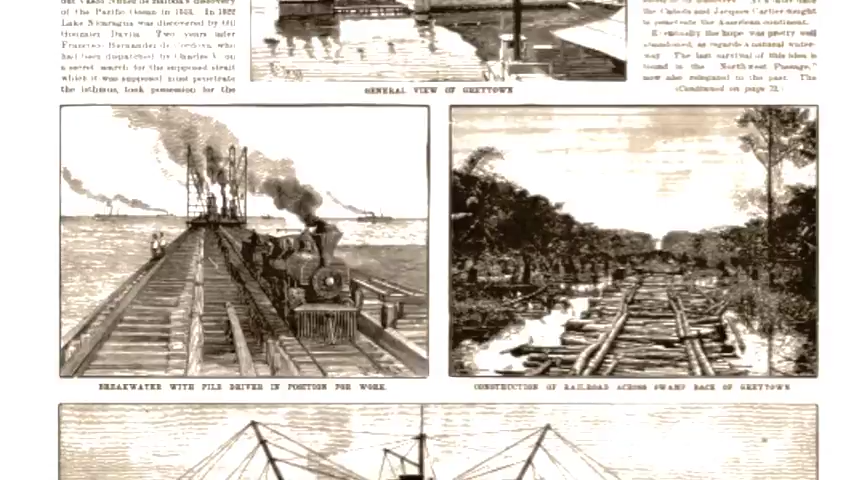 of the Pacific Ocean in 1513. In 1522
Lake Nicaragua was discovered by Gil
Gonzales Davila. Two years later
Francisco Hernandez de Cordova, who
had been dispatched by Charles V. on
a secret search for the supposed strait
which it was supposed must penetrate
the isthmus, took possession for the
the Cabots and Jacques Cartier sought
to penetrate the American continent.
Eventually the hope was pretty well
abandoned, as regards a natural water-
way. The last survival of this idea is
found in the "Northwest Passage,"
now also relegated to the past. The
(Continued on page 72.)
GENERAL VIEW OF GREYTOWN
BREAKWATER WITH PILE DRIVER IN POSITION FOR WORK.
CONSTRUCTION OF RAILROAD ACROSS SWAMP BACK OF GREYTOWN